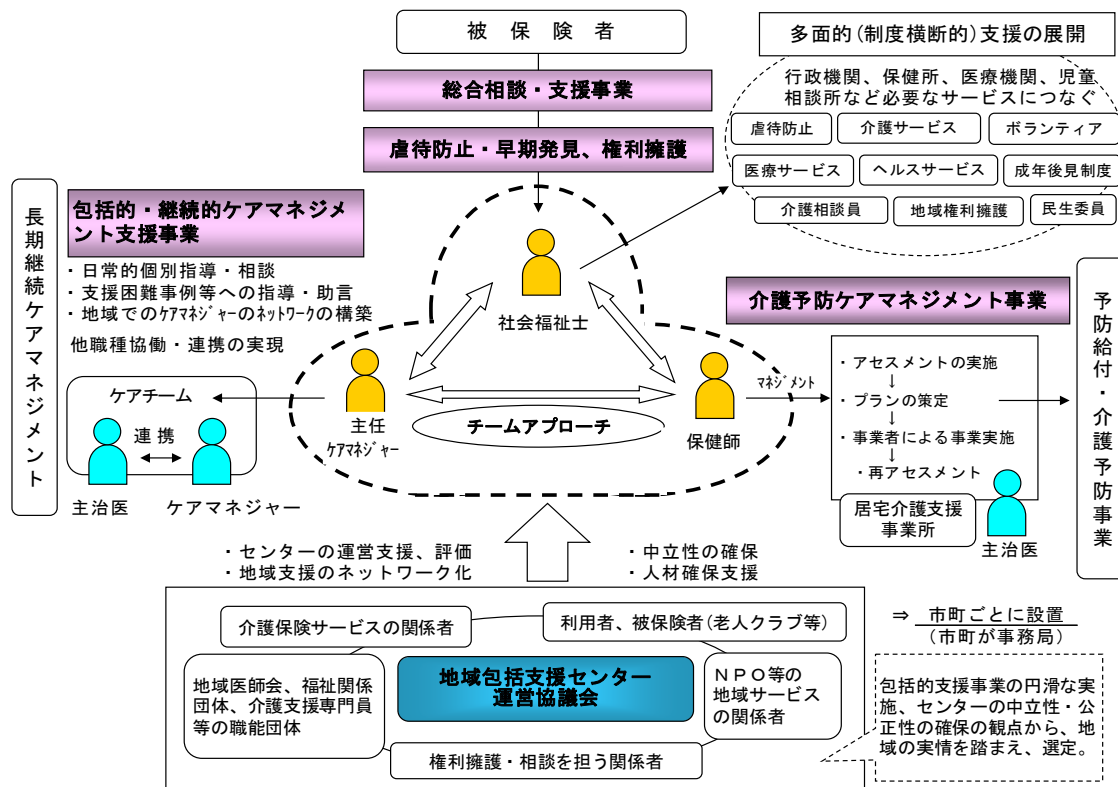 被保険者
総合相談・支援事業
虐待防止・早期発見、権利擁護
多面的(制度横断的)支援の展開
行政機関、保健所、医療機関、児童
相談所など必要なサービスにつなぐ
虐待防止
介護サービス
ボランティア
医療サービス
ヘルスサービス
成年後見制度
介護相談員
地域権利擁護
民生委員
長期継続ケアマネジメント
包括的・継続的ケアマネジメ
ント支援事業
・日常的個別指導・相談
・支援困難事例等への指導・助言
・地域でのｹｱﾏﾈｼﾞｬｰのﾈｯﾄﾜｰｸの構築
他職種協働・連携の実現
ケアチーム
連携
主治医
ケアマネジャー
社会福祉士
主任
ｹｱﾏﾈｼﾞｬｰ
チームアプローチ
保健師
ﾏﾈｼﾞﾒﾝﾄ
介護予防ケアマネジメント事業
・アセスメントの実施
↓
・プランの策定
↓
・事業者による事業実施
↓
・再アセスメント
居宅介護支援
事業所
主治医
予防給付・介護予防事業
・センターの運営支援、評価
・地域支援のネットワーク化
・中立性の確保
・人材確保支援
介護保険サービスの関係者
利用者、被保険者(老人クラブ等)
地域医師会、福祉関係
団体、介護支援専門員
等の職能団体
地域包括支援センター
運営協議会
ＮＰＯ等の
地域サービス
の関係者
権利擁護・相談を担う関係者
⇒ 市町ごとに設置
(市町が事務局)
包括的支援事業の円滑な実
施、センターの中立性・公
正性の確保の観点から、地
域の実情を踏まえ、選定。